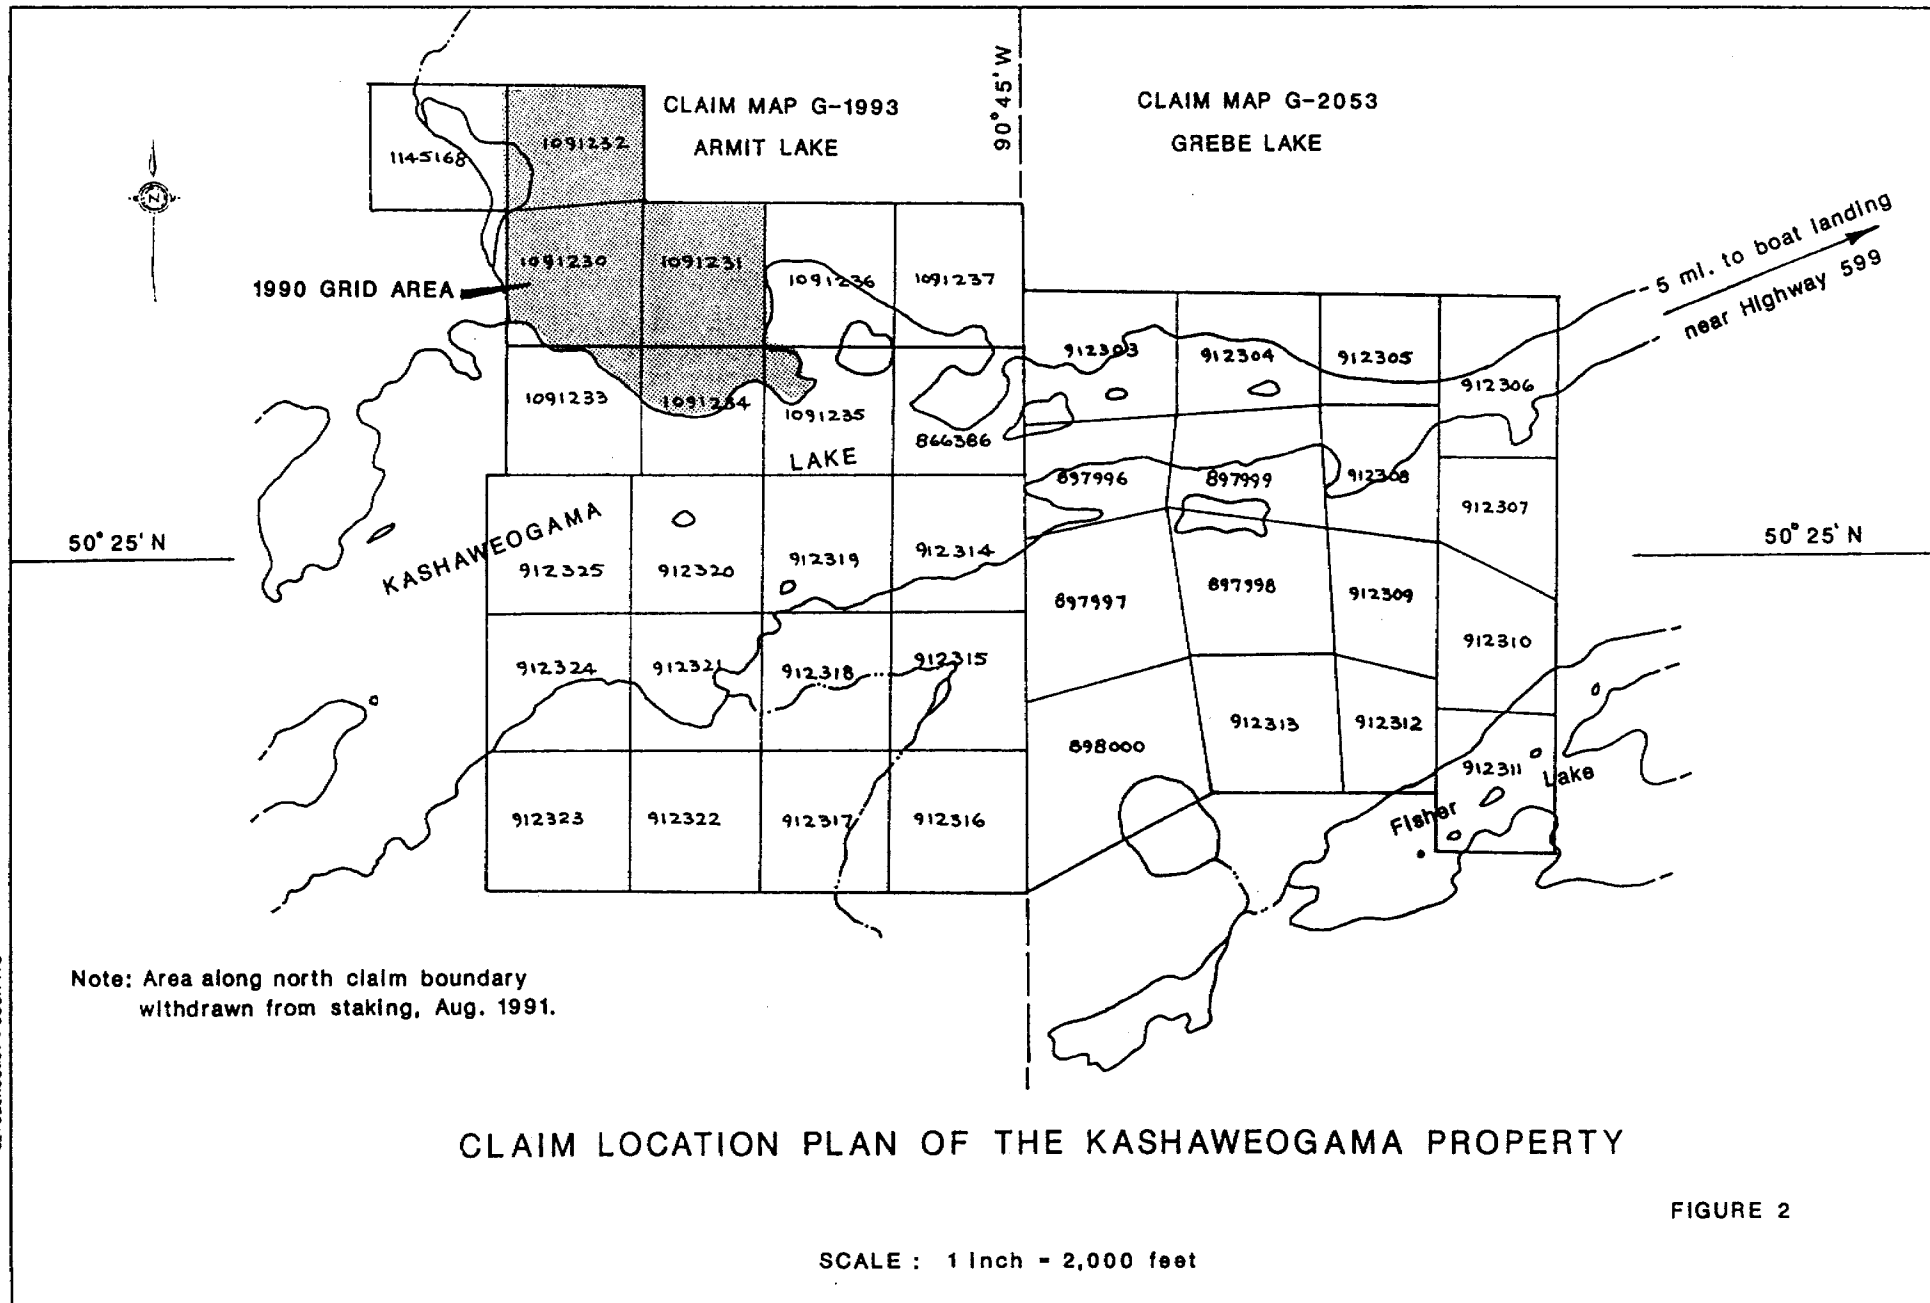 90°45' W
CLAIM MAP G-1993
ARMIT LAKE
CLAIM MAP G-2053
GREBE LAKE
N
1145168
1091232
1091230
1091231
1091236
1091237
1990 GRID AREA
5 mi. to boat landing
near Highway 599
912303
912304
912305
912306
1091233
1091234
1091235
866386
LAKE
897996
897999
912308
912307
KASHAWEOGAMA
50° 25' N
50° 25' N
912325
912320
912319
912314
897997
897998
912309
912310
912324
912321
912318
912315
898000
912313
912312
912311
Fisher Lake
912323
912322
912317
912316
Note: Area along north claim boundary
withdrawn from staking, Aug. 1991.
CLAIM LOCATION PLAN OF THE KASHAWEOGAMA PROPERTY
FIGURE 2
SCALE : 1 inch = 2,000 feet